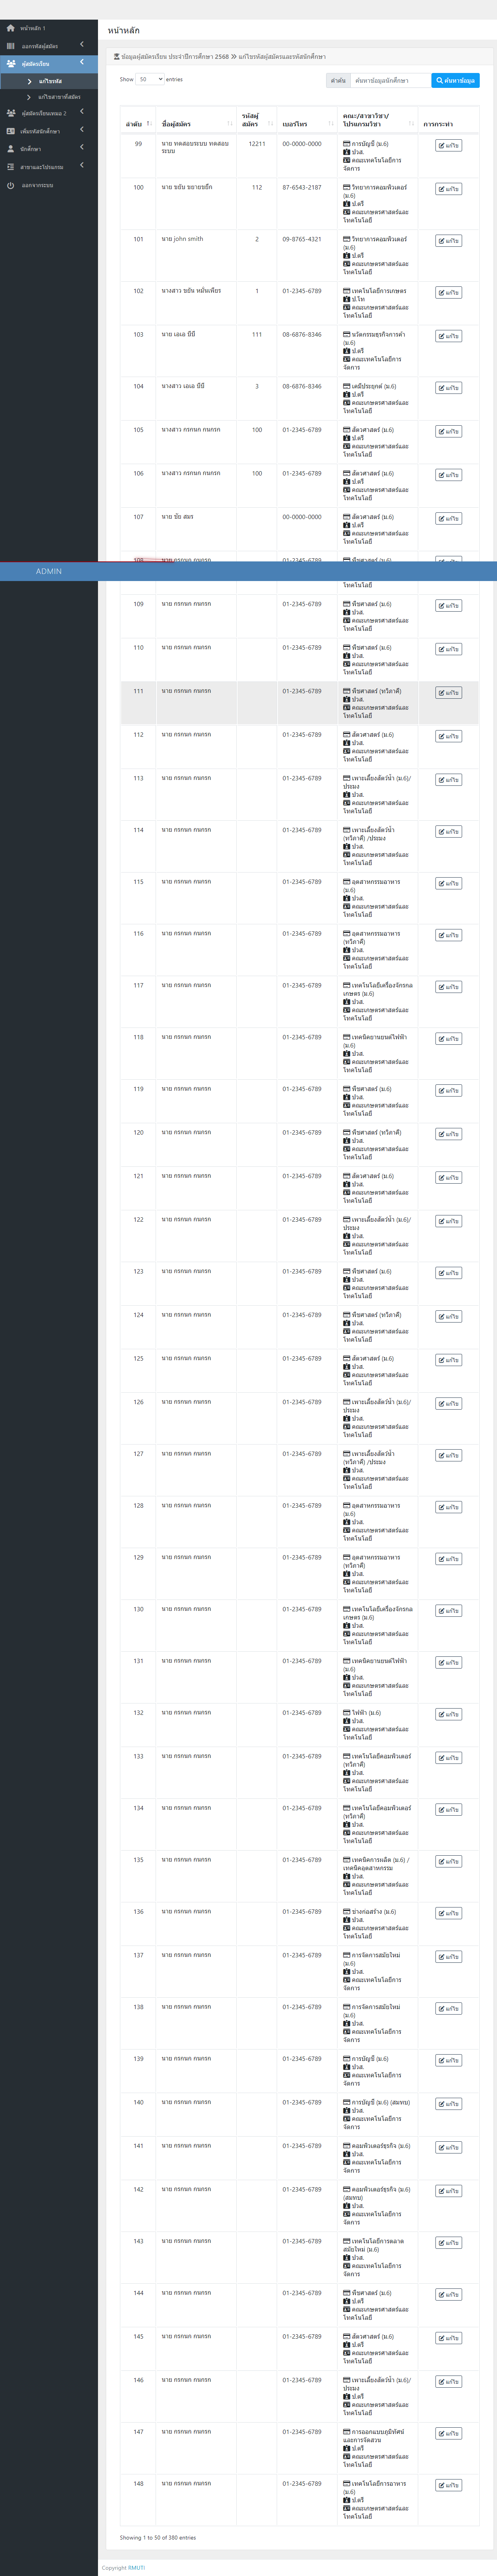 หน้าหลัก 1
ออกรหัสผู้สมัคร
ผู้สมัครเรียน
แก้ไขรหัส
แก้ไขสาขาที่สมัคร
ผู้สมัครเรียนเทอม 2
เทียบรหัสนักศึกษา
นักศึกษา
สาขาและโปรแกรม
ออกจากระบบ
หน้าหลัก
ข้อมูลผู้สมัครเรียน ประจำปีการศึกษา 2568 >> แก้ไขรหัสผู้สมัครและรหัสนักศึกษา
Show 50 entries
คำค้น ค้นหาข้อมูลนักศึกษา ค้นหาข้อมูล
ลำดับ ชื่อผู้สมัคร รหัสผู้สมัคร เบอร์โทร คณะ/สาขาวิชา/โปรแกรมวิชา การกระทำ
99 นาย ทดสอบระบบ ทดสอบระบบ 12211 00-0000-0000 การบัญชี (ม.6) ปวส. คณะเทคโนโลยีการจัดการ แก้ไข
100 นาย ขยับ ขยายขยีก 112 87-6543-2187 วิทยาการคอมพิวเตอร์ (ม.6) ป.ตรี คณะเกษตรศาสตร์และเทคโนโลยี แก้ไข
101 นาย john smith 2 09-8765-4321 วิทยาการคอมพิวเตอร์ (ม.6) ป.ตรี คณะเกษตรศาสตร์และเทคโนโลยี แก้ไข
102 นางสาว ขยัน หมั่นเพียร 1 01-2345-6789 เทคโนโลยีการเกษตร ป.โท คณะเกษตรศาสตร์และเทคโนโลยี แก้ไข
103 นาย เอเอ บีบี 111 08-6876-8346 นวัตกรรมธุรกิจการค้า (ม.6) ป.ตรี คณะเทคโนโลยีการจัดการ แก้ไข
104 นางสาว เอเอ บีบี 3 08-6876-8346 เคมีประยุกต์ (ม.6) ป.ตรี คณะเกษตรศาสตร์และเทคโนโลยี แก้ไข
105 นางสาว กรกนก กนกรก 100 01-2345-6789 สัตวศาสตร์ (ม.6) ป.ตรี คณะเกษตรศาสตร์และเทคโนโลยี แก้ไข
106 นางสาว กรกนก กนกรก 100 01-2345-6789 สัตวศาสตร์ (ม.6) ป.ตรี คณะเกษตรศาสตร์และเทคโนโลยี แก้ไข
107 นาย ชัย สมร 00-0000-0000 สัตวศาสตร์ (ม.6) ป.ตรี คณะเกษตรศาสตร์และเทคโนโลยี แก้ไข
108 นาย กรกนก กนกรก 01-2345-6789 พืชศาสตร์ (ม.6)
ADMIN
เทคโนโลยี
109 นาย กรกนก กนกรก 01-2345-6789 พืชศาสตร์ (ม.6) ปวส. คณะเกษตรศาสตร์และเทคโนโลยี แก้ไข
110 นาย กรกนก กนกรก 01-2345-6789 พืชศาสตร์ (ม.6) ปวส. คณะเกษตรศาสตร์และเทคโนโลยี แก้ไข
111 นาย กรกนก กนกรก 01-2345-6789 พืชศาสตร์ (ทวิภาคี) ปวส. คณะเกษตรศาสตร์และเทคโนโลยี แก้ไข
112 นาย กรกนก กนกรก 01-2345-6789 สัตวศาสตร์ (ม.6) ปวส. คณะเกษตรศาสตร์และเทคโนโลยี แก้ไข
113 นาย กรกนก กนกรก 01-2345-6789 เพาะเลี้ยงสัตว์น้ำ (ม.6)/ประมง ปวส. คณะเกษตรศาสตร์และเทคโนโลยี แก้ไข
114 นาย กรกนก กนกรก 01-2345-6789 เพาะเลี้ยงสัตว์น้ำ (ทวิภาคี) /ประมง ปวส. คณะเกษตรศาสตร์และเทคโนโลยี แก้ไข
115 นาย กรกนก กนกรก 01-2345-6789 อุตสาหกรรมอาหาร (ม.6) ปวส. คณะเกษตรศาสตร์และเทคโนโลยี แก้ไข
116 นาย กรกนก กนกรก 01-2345-6789 อุตสาหกรรมอาหาร (ทวิภาคี) ปวส. คณะเกษตรศาสตร์และเทคโนโลยี แก้ไข
117 นาย กรกนก กนกรก 01-2345-6789 เทคโนโลยีเครื่องจักรกลเกษตร (ม.6) ปวส. คณะเกษตรศาสตร์และเทคโนโลยี แก้ไข
118 นาย กรกนก กนกรก 01-2345-6789 เทคนิคยานยนต์ไฟฟ้า (ม.6) ปวส. คณะเกษตรศาสตร์และเทคโนโลยี แก้ไข
119 นาย กรกนก กนกรก 01-2345-6789 พืชศาสตร์ (ม.6) ปวส. คณะเกษตรศาสตร์และเทคโนโลยี แก้ไข
120 นาย กรกนก กนกรก 01-2345-6789 พืชศาสตร์ (ทวิภาคี) ปวส. คณะเกษตรศาสตร์และเทคโนโลยี แก้ไข
121 นาย กรกนก กนกรก 01-2345-6789 สัตวศาสตร์ (ม.6) ปวส. คณะเกษตรศาสตร์และเทคโนโลยี แก้ไข
122 นาย กรกนก กนกรก 01-2345-6789 เพาะเลี้ยงสัตว์น้ำ (ม.6)/ประมง ปวส. คณะเกษตรศาสตร์และเทคโนโลยี แก้ไข
123 นาย กรกนก กนกรก 01-2345-6789 พืชศาสตร์ (ม.6) ปวส. คณะเกษตรศาสตร์และเทคโนโลยี แก้ไข
124 นาย กรกนก กนกรก 01-2345-6789 พืชศาสตร์ (ทวิภาคี) ปวส. คณะเกษตรศาสตร์และเทคโนโลยี แก้ไข
125 นาย กรกนก กนกรก 01-2345-6789 สัตวศาสตร์ (ม.6) ปวส. คณะเกษตรศาสตร์และเทคโนโลยี แก้ไข
126 นาย กรกนก กนกรก 01-2345-6789 เพาะเลี้ยงสัตว์น้ำ (ม.6)/ประมง ปวส. คณะเกษตรศาสตร์และเทคโนโลยี แก้ไข
127 นาย กรกนก กนกรก 01-2345-6789 เพาะเลี้ยงสัตว์น้ำ (ทวิภาคี) /ประมง ปวส. คณะเกษตรศาสตร์และเทคโนโลยี แก้ไข
128 นาย กรกนก กนกรก 01-2345-6789 อุตสาหกรรมอาหาร (ม.6) ปวส. คณะเกษตรศาสตร์และเทคโนโลยี แก้ไข
129 นาย กรกนก กนกรก 01-2345-6789 อุตสาหกรรมอาหาร (ทวิภาคี) ปวส. คณะเกษตรศาสตร์และเทคโนโลยี แก้ไข
130 นาย กรกนก กนกรก 01-2345-6789 เทคโนโลยีเครื่องจักรกลเกษตร (ม.6) ปวส. คณะเกษตรศาสตร์และเทคโนโลยี แก้ไข
131 นาย กรกนก กนกรก 01-2345-6789 เทคนิคยานยนต์ไฟฟ้า (ม.6) ปวส. คณะเกษตรศาสตร์และเทคโนโลยี แก้ไข
132 นาย กรกนก กนกรก 01-2345-6789 ไฟฟ้า (ม.6) ปวส. คณะเกษตรศาสตร์และเทคโนโลยี แก้ไข
133 นาย กรกนก กนกรก 01-2345-6789 เทคโนโลยีคอมพิวเตอร์ (ทวิภาคี) ปวส. คณะเกษตรศาสตร์และเทคโนโลยี แก้ไข
134 นาย กรกนก กนกรก 01-2345-6789 เทคโนโลยีคอมพิวเตอร์ (ทวิภาคี) ปวส. คณะเกษตรศาสตร์และเทคโนโลยี แก้ไข
135 นาย กรกนก กนกรก 01-2345-6789 เทคนิคการผลิต (ม.6) /เทคนิคอุตสาหกรรม ปวส. คณะเกษตรศาสตร์และเทคโนโลยี แก้ไข
136 นาย กรกนก กนกรก 01-2345-6789 ช่างก่อสร้าง (ม.6) ปวส. คณะเกษตรศาสตร์และเทคโนโลยี แก้ไข
137 นาย กรกนก กนกรก 01-2345-6789 การจัดการสมัยใหม่ (ม.6) ปวส. คณะเทคโนโลยีการจัดการ แก้ไข
138 นาย กรกนก กนกรก 01-2345-6789 การจัดการสมัยใหม่ (ม.6) ปวส. คณะเทคโนโลยีการจัดการ แก้ไข
139 นาย กรกนก กนกรก 01-2345-6789 การบัญชี (ม.6) ปวส. คณะเทคโนโลยีการจัดการ แก้ไข
140 นาย กรกนก กนกรก 01-2345-6789 การบัญชี (ม.6) (สมทบ) ปวส. คณะเทคโนโลยีการจัดการ แก้ไข
141 นาย กรกนก กนกรก 01-2345-6789 คอมพิวเตอร์ธุรกิจ (ม.6) ปวส. คณะเทคโนโลยีการจัดการ แก้ไข
142 นาย กรกนก กนกรก 01-2345-6789 คอมพิวเตอร์ธุรกิจ (ม.6) (สมทบ) ปวส. คณะเทคโนโลยีการจัดการ แก้ไข
143 นาย กรกนก กนกรก 01-2345-6789 เทคโนโลยีการตลาดสมัยใหม่ (ม.6) ปวส. คณะเทคโนโลยีการจัดการ แก้ไข
144 นาย กรกนก กนกรก 01-2345-6789 พืชศาสตร์ (ม.6) ป.ตรี คณะเกษตรศาสตร์และเทคโนโลยี แก้ไข
145 นาย กรกนก กนกรก 01-2345-6789 สัตวศาสตร์ (ม.6) ป.ตรี คณะเกษตรศาสตร์และเทคโนโลยี แก้ไข
146 นาย กรกนก กนกรก 01-2345-6789 เพาะเลี้ยงสัตว์น้ำ (ม.6)/ประมง ป.ตรี คณะเกษตรศาสตร์และเทคโนโลยี แก้ไข
147 นาย กรกนก กนกรก 01-2345-6789 การออกแบบภูมิทัศน์และการจัดสวน ป.ตรี คณะเกษตรศาสตร์และเทคโนโลยี แก้ไข
148 นาย กรกนก กนกรก 01-2345-6789 เทคโนโลยีการอาหาร (ม.6) ป.ตรี คณะเกษตรศาสตร์และเทคโนโลยี แก้ไข
Showing 1 to 50 of 380 entries
Copyright RMUTI